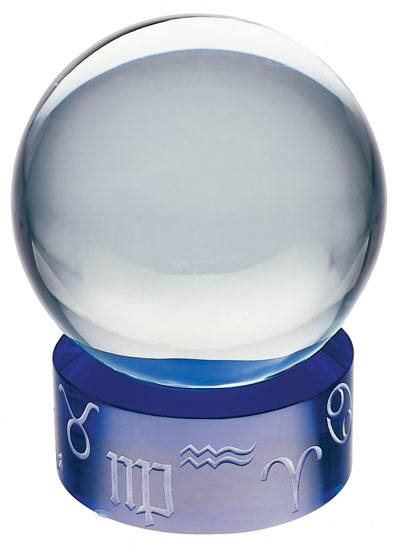 ♉ ♍ ♒ ♈ ♋